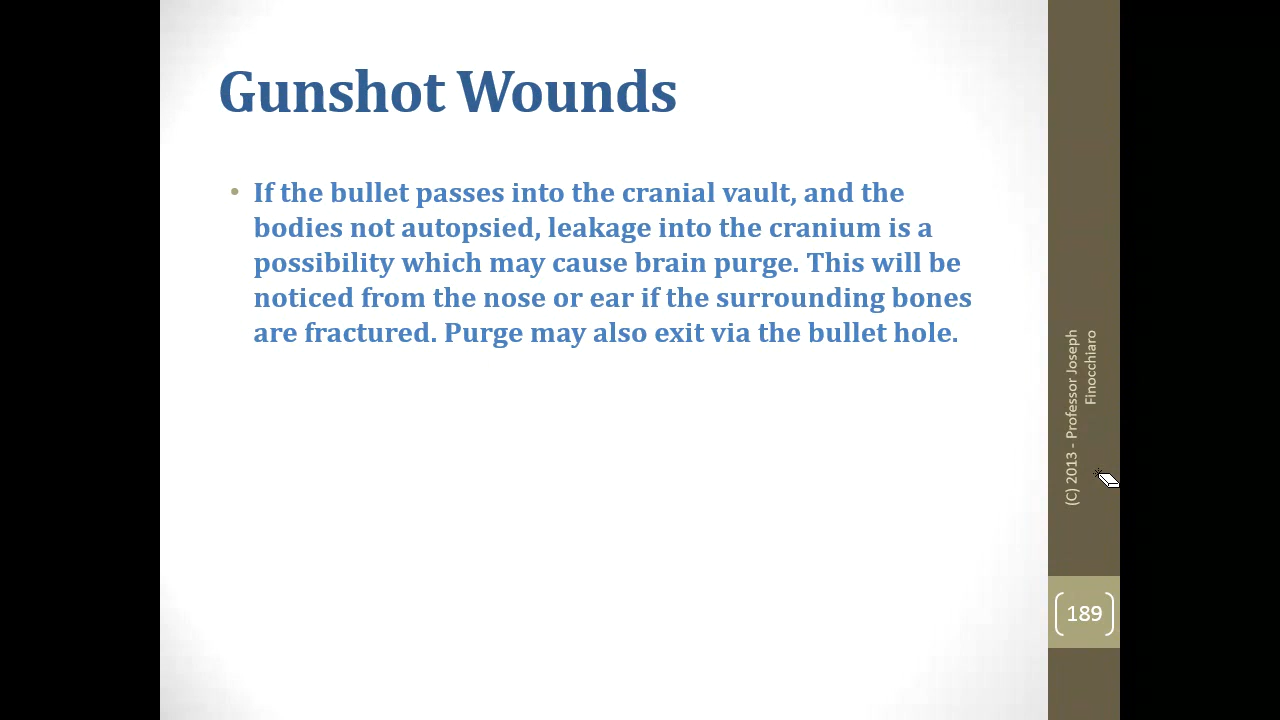 Gunshot Wounds
• If the bullet passes into the cranial vault, and the
bodies not autopsied, leakage into the cranium is a
possibility which may cause brain purge. This will be
noticed from the nose or ear if the surrounding bones
are fractured. Purge may also exit via the bullet hole.
(C) 2013 - Professor Joseph
Finocchiaro
189